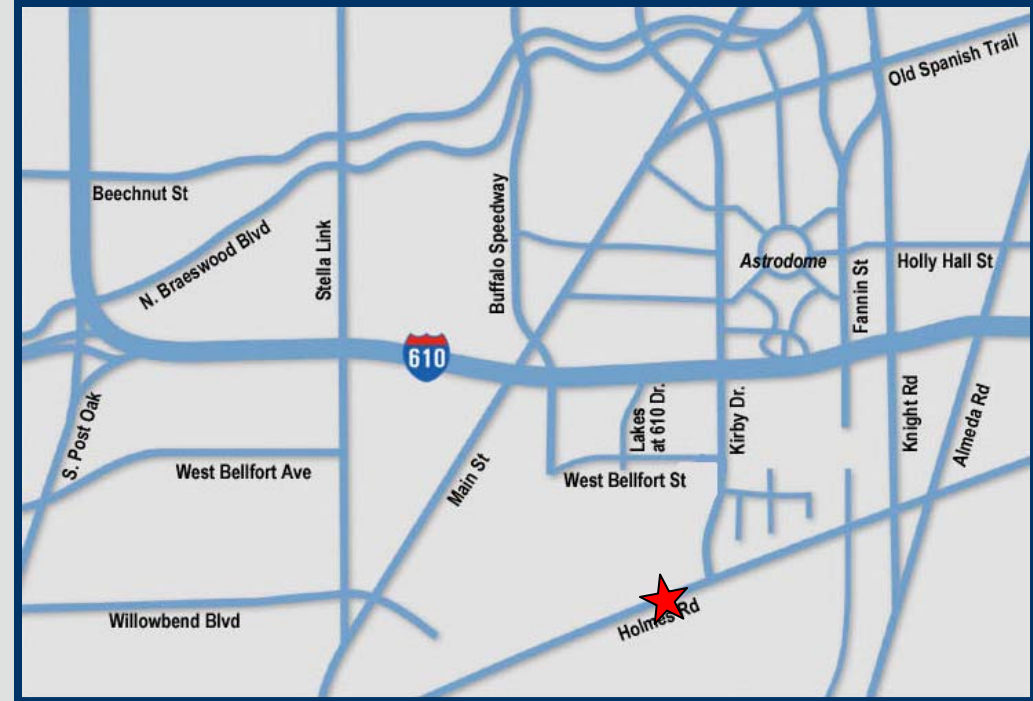 Old Spanish Trail
Beechnut St
N. Braeswood Blvd
Stella Link
Buffalo Speedway
Astrodome
Fannin St
Holly Hall St
610
S. Post Oak
West Bellfort Ave
Main St
Lakes
at 610 Dr.
Kirby Dr.
Knight Rd
Almeda Rd
West Bellfort St
Willowbend Blvd
Holmes Rd